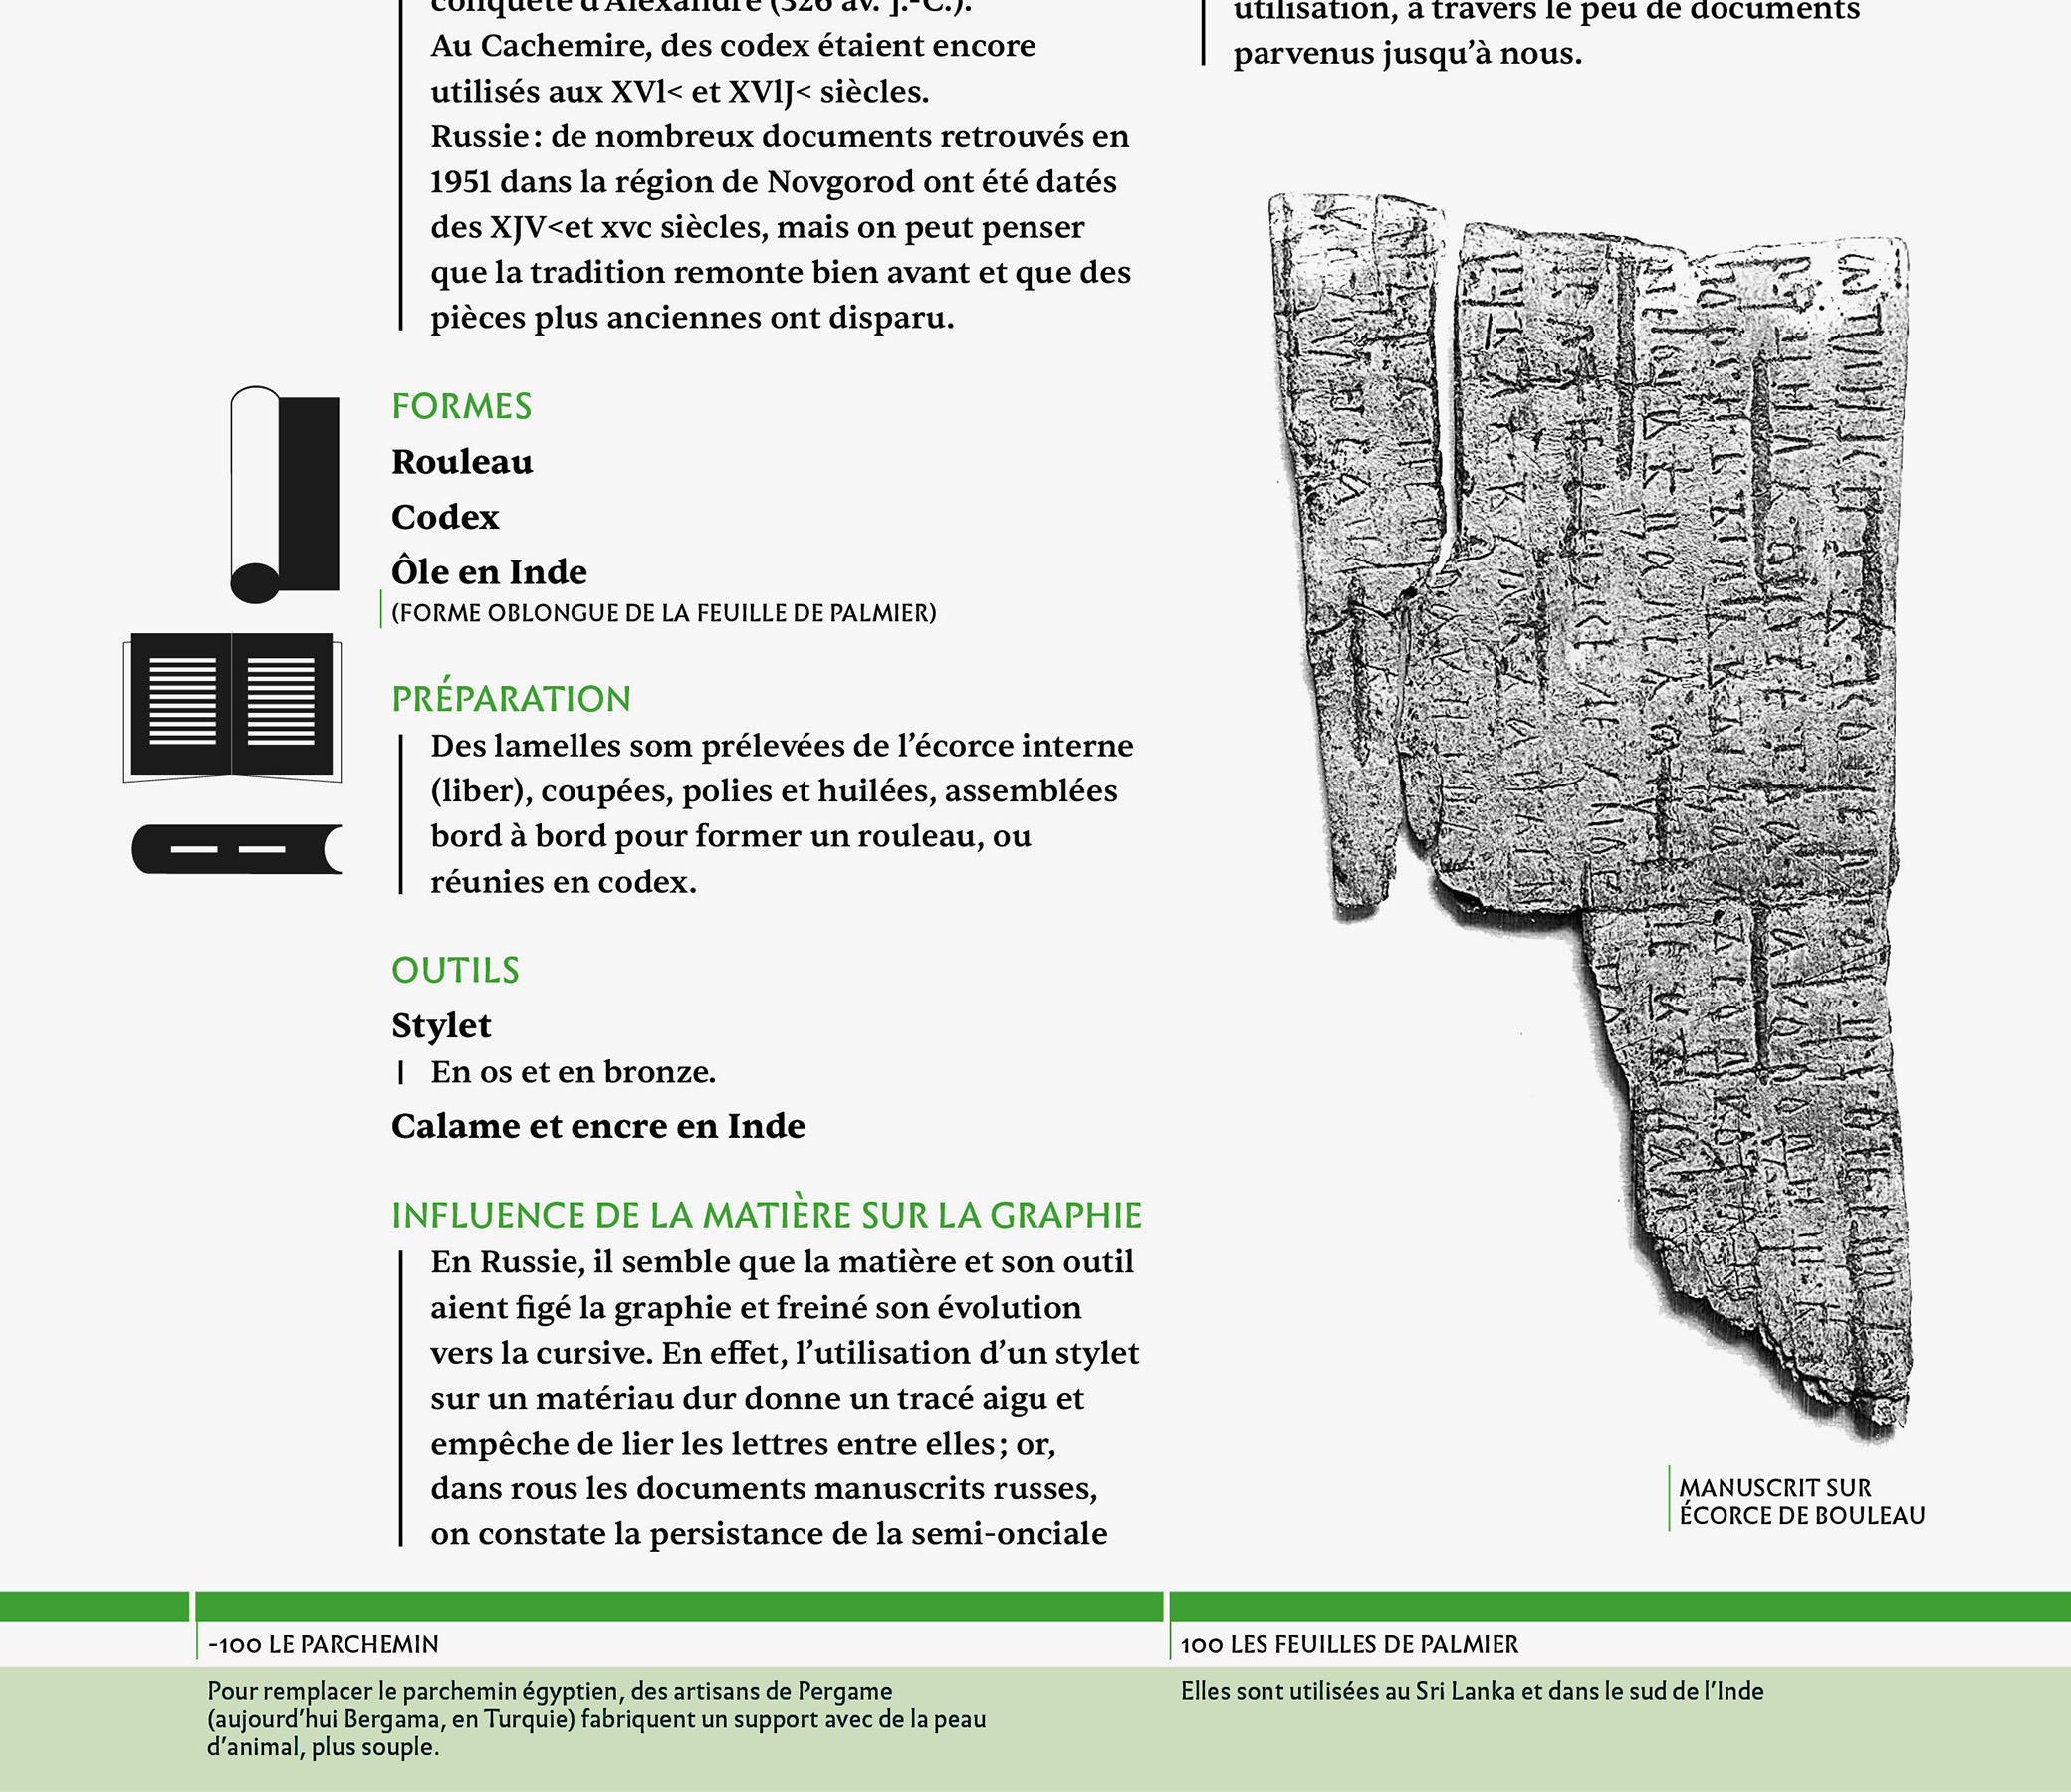 conquête d'Alexandre (326 av. J.-C.).
Au Cachemire, des codex étaient encore
utilisés aux XVl< et XVlJ< siècles.
Russie : de nombreux documents retrouvés en
1951 dans la région de Novgorod ont été datés
des XJV<et xvc siècles, mais on peut penser
que la tradition remonte bien avant et que des
pièces plus anciennes ont disparu.
FORMES
Rouleau
Codex
Ôle en Inde
(FORME OBLONGUE DE LA FEUILLE DE PALMIER)
PRÉPARATION
Des lamelles som prélevées de l’écorce interne
(liber), coupées, polies et huilées, assemblées
bord à bord pour former un rouleau, ou
réunies en codex.
OUTILS
Stylet
En os et en bronze.
Calame et encre en Inde
INFLUENCE DE LA MATIÈRE SUR LA GRAPHIE
En Russie, il semble que la matière et son outil
aient figé la graphie et freiné son évolution
vers la cursive. En effet, l’utilisation d’un stylet
sur un matériau dur donne un tracé aigu et
empêche de lier les lettres entre elles ; or,
dans rous les documents manuscrits russes,
on constate la persistance de la semi-onciale
utilisation, à travers le peu de documents
parvenus jusqu’à nous.
MANUSCRIT SUR
ÉCORCE DE BOULEAU
-100 LE PARCHEMIN
Pour remplacer le parchemin égyptien, des artisans de Pergame
(aujourd’hui Bergama, en Turquie) fabriquent un support avec de la peau
d’animal, plus souple.
100 LES FEUILLES DE PALMIER
Elles sont utilisées au Sri Lanka et dans le sud de l’Inde